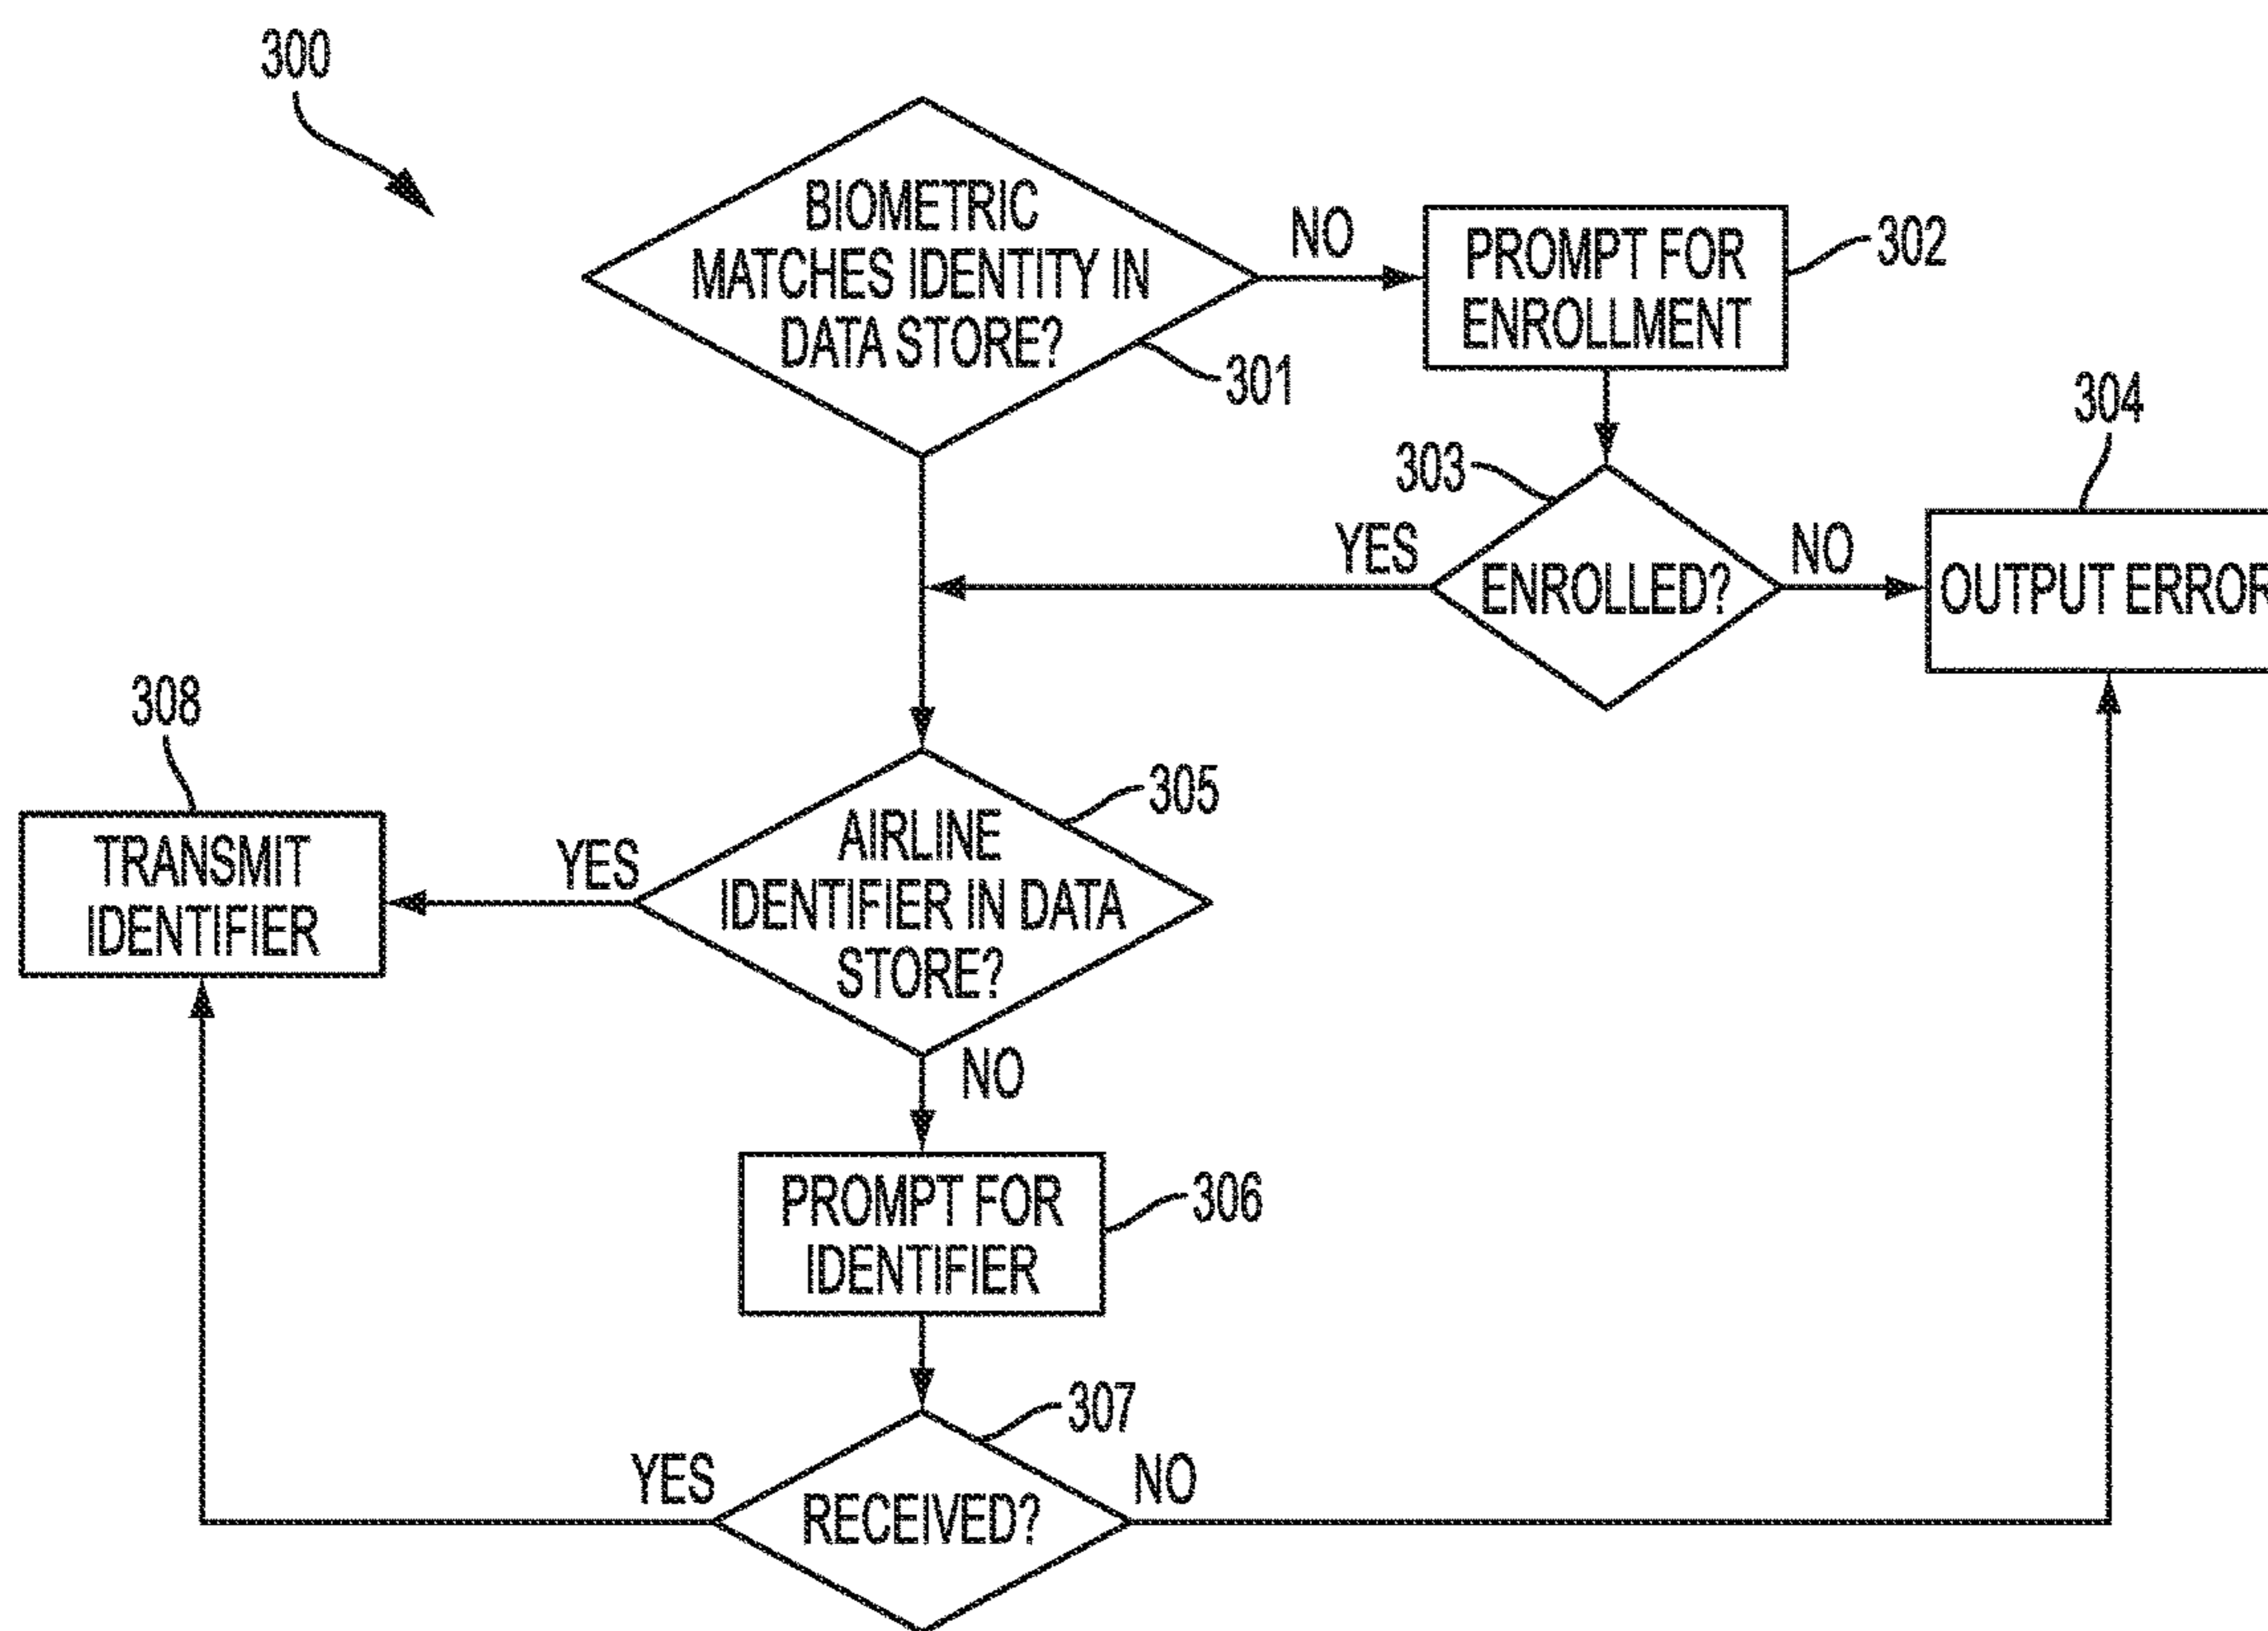 300
BIOMETRIC
MATCHES IDENTITY IN
DATA STORE?
301
NO
PROMPT FOR
ENROLLMENT
302
303
ENROLLED?
YES
NO
304
OUTPUT ERROR
305
AIRLINE
IDENTIFIER IN DATA
STORE?
YES
308
TRANSMIT
IDENTIFIER
NO
PROMPT FOR
IDENTIFIER
306
307
RECEIVED?
YES
NO